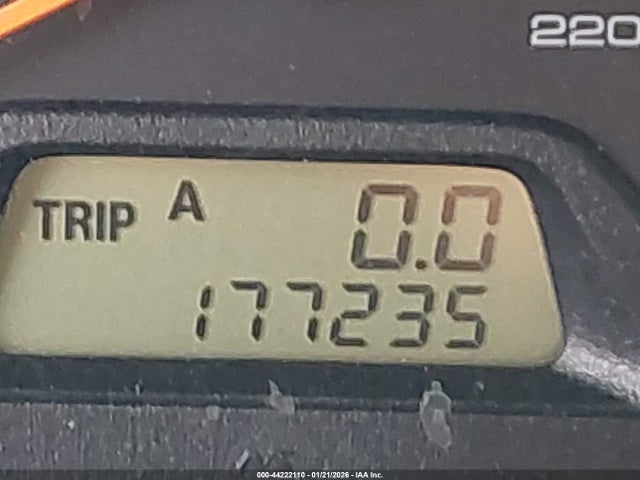 220
TRIP A 0.0
177235
000-44222110 - 01/21/2026 - IAA Inc.